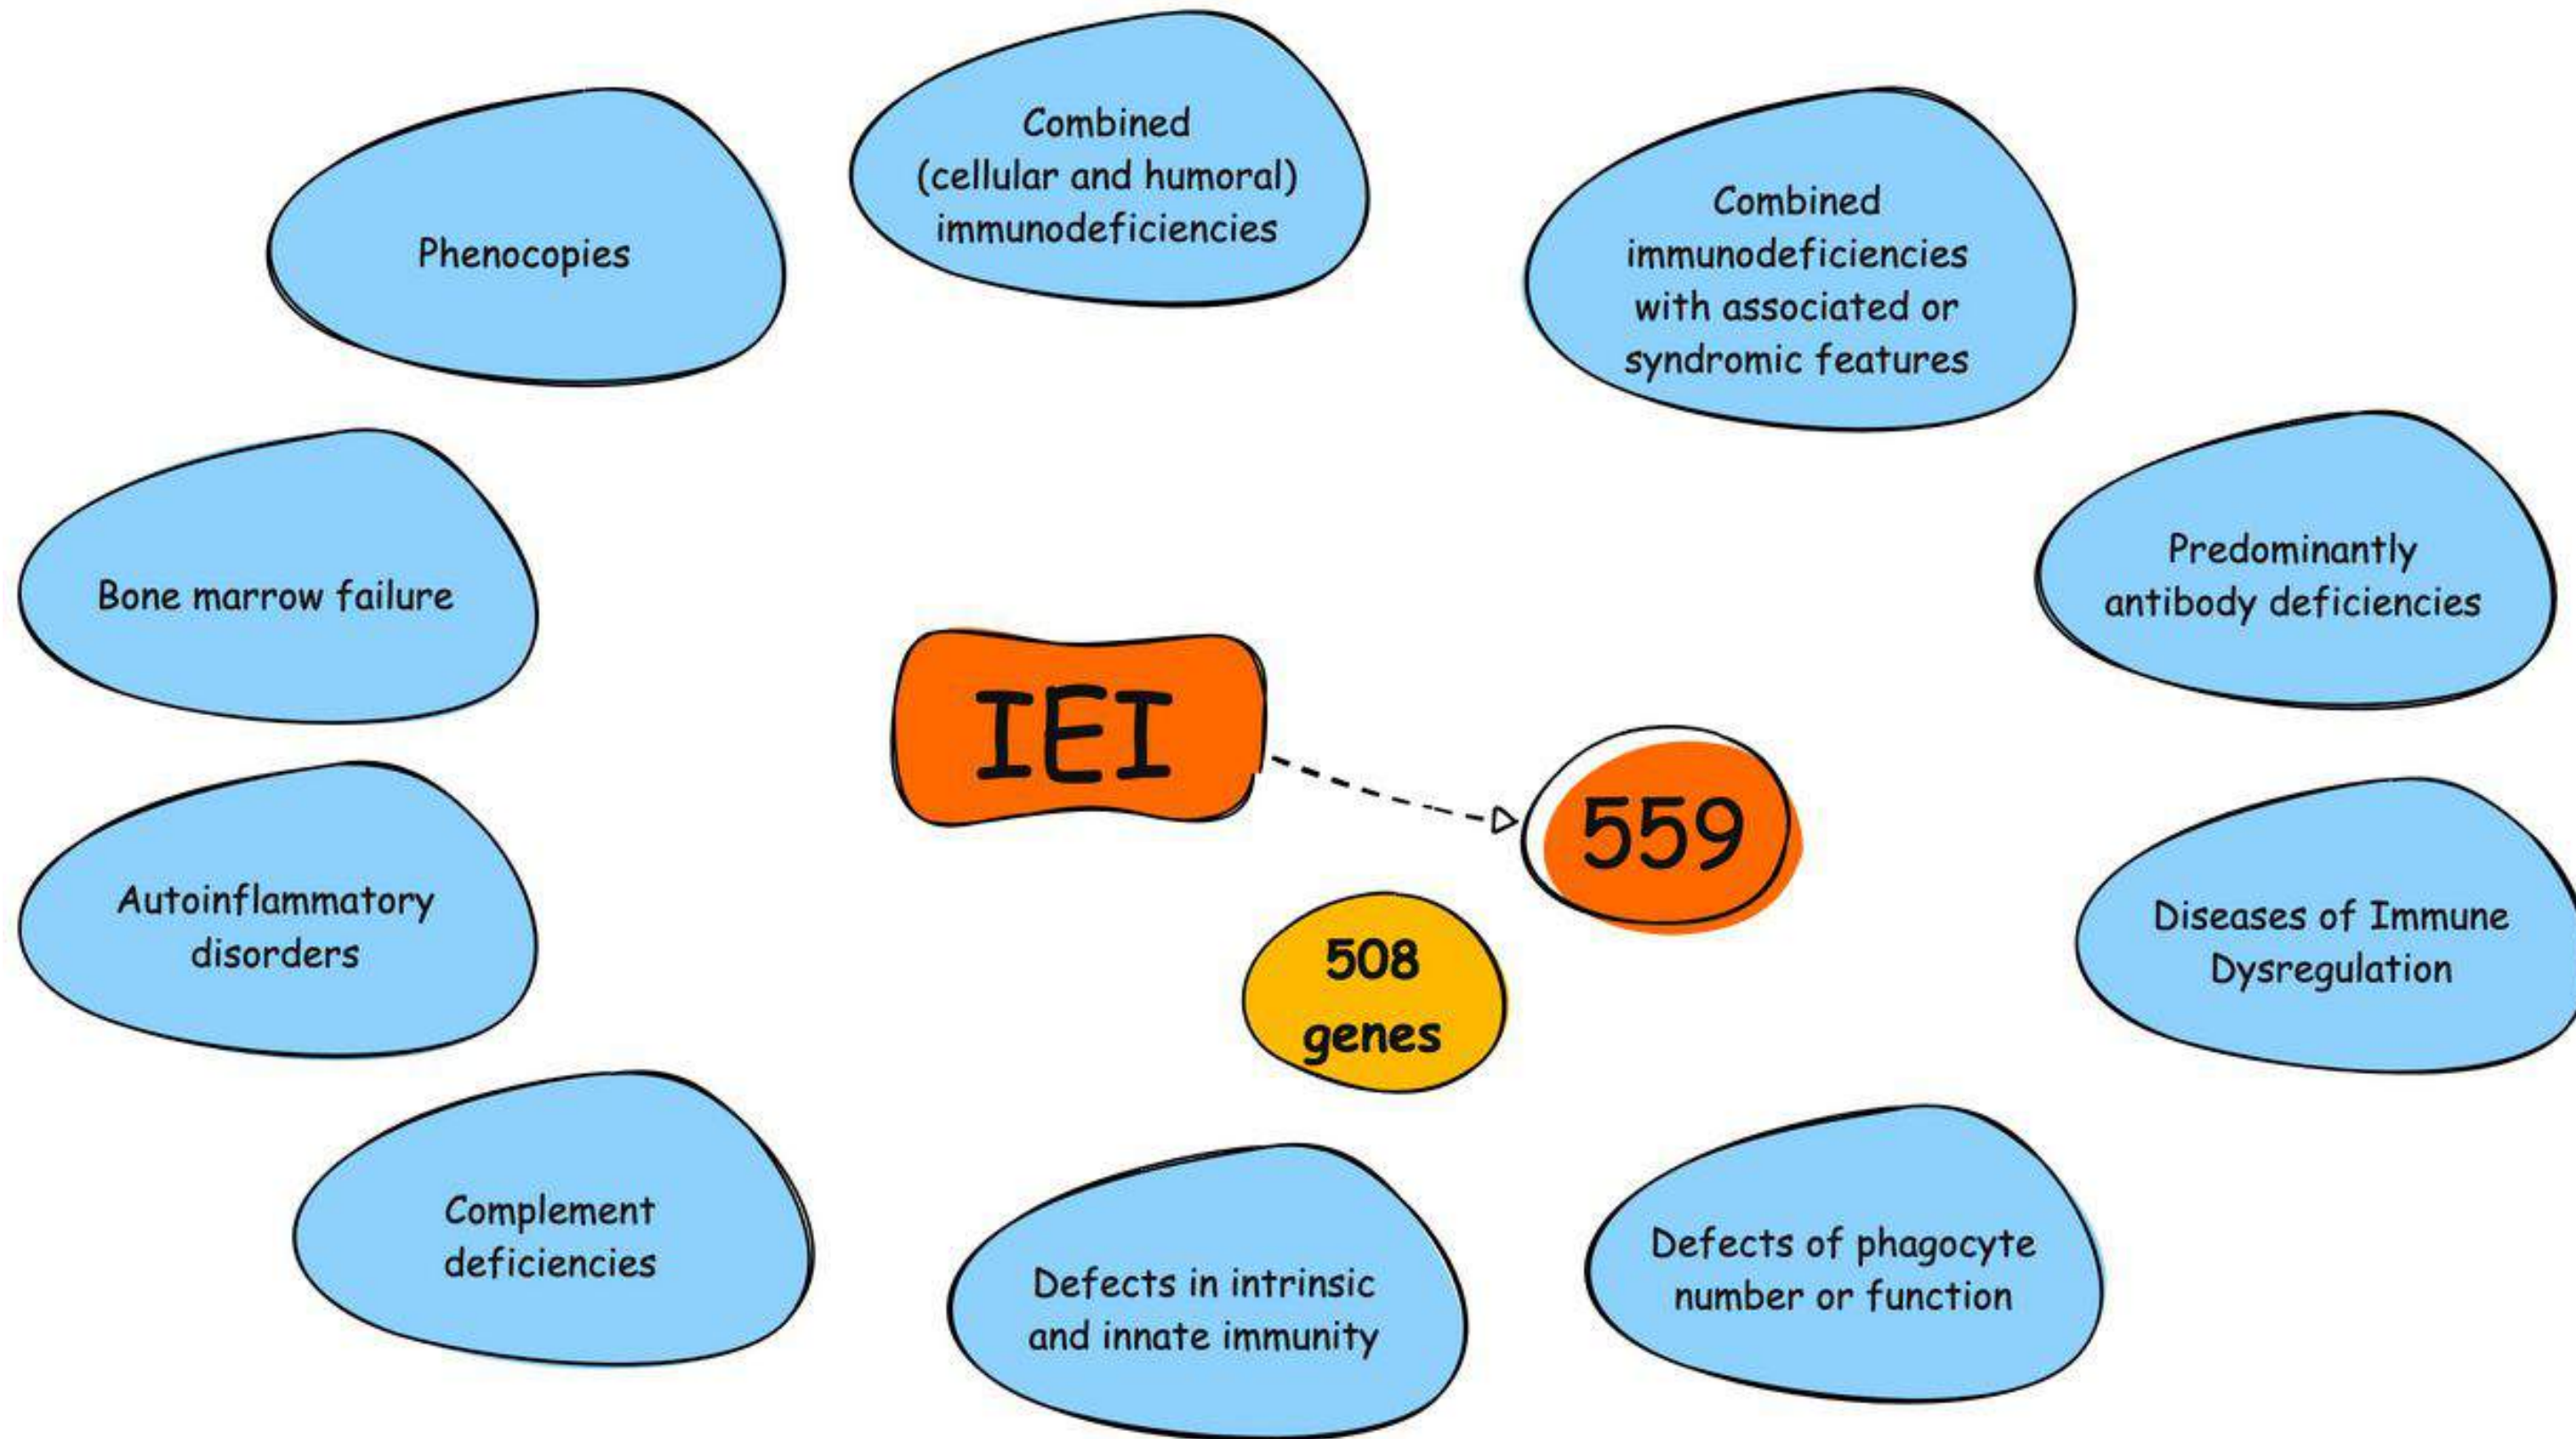 Phenocopies
Combined
(cellular and humoral)
immunodeficiencies
Combined
immunodeficiencies
with associated or
syndromic features
Bone marrow failure
Predominantly
antibody deficiencies
IEI
559
508
genes
Autoinflammatory
disorders
Diseases of Immune
Dysregulation
Complement
deficiencies
Defects in intrinsic
and innate immunity
Defects of phagocyte
number or function